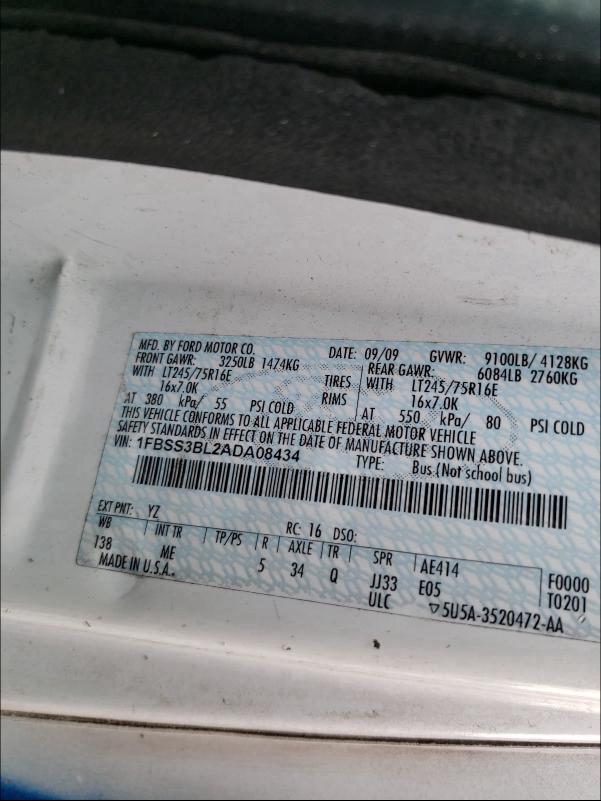 MFD. BY FORD MOTOR CO. DATE: 09/09 GVWR: 9100LB/ 4128KG
FRONT GAWR: 3250LB 1474KG REAR GAWR: 6084LB 2760KG
WITH LT245/75R16E TIRES WITH LT245/75R16E
16x7.0K RIMS 16x7.0K
AT 380 kPa/ 55 PSI COLD AT 550 kPa/ 80 PSI COLD
THIS VEHICLE CONFORMS TO ALL APPLICABLE FEDERAL MOTOR VEHICLE
SAFETY STANDARDS IN EFFECT ON THE DATE OF MANUFACTURE SHOWN ABOVE.
VIN: 1FBSS3BL2ADA08434
TYPE: Bus (Not school bus)
EXT PNT: YZ RC: 16 DSO:
WB INT TR TP/PS R AXLE TR SPR AE414 F0000
138 ME 5 34 Q JJ33 E05 T0201
MADE IN U.S.A. ULC ▽5U5A-3520472-AA